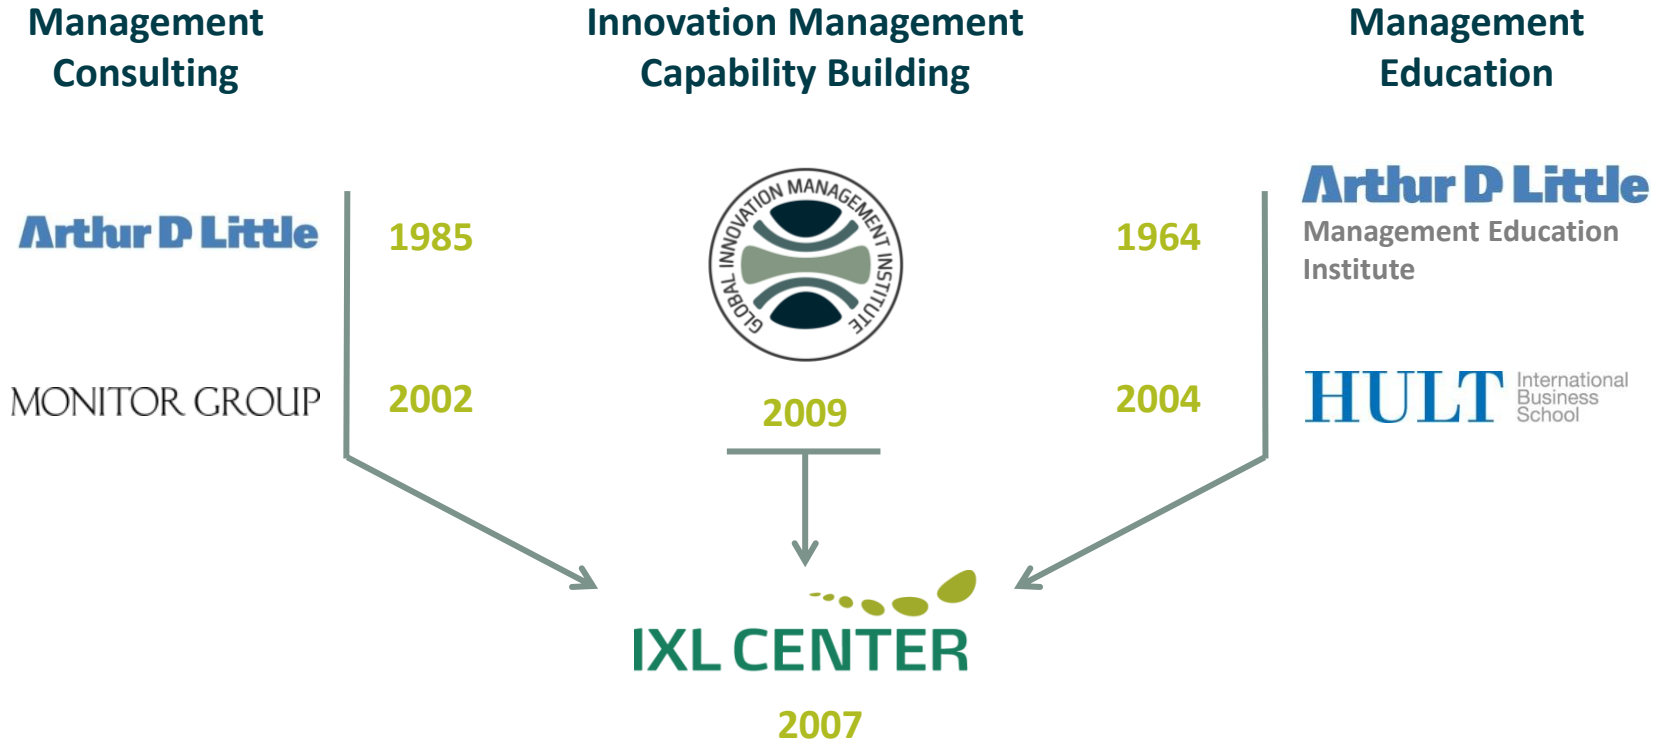 Management
Consulting
Innovation Management
Capability Building
Management
Education
Arthur D Little
1985
MONITOR GROUP
2002
GLOBAL INNOVATION MANAGEMENT INSTITUTE
2009
1964
Arthur D Little
Management Education
Institute
2004
HULT
International
Business
School
IXL CENTER
2007